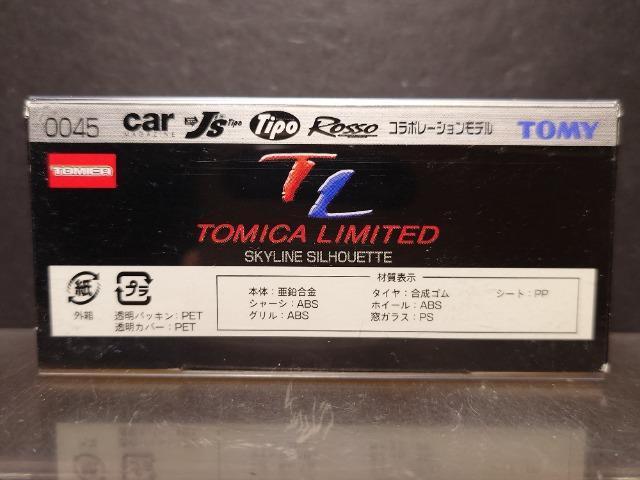 0045 car MAGAZINE J's Tipo Tipo Rosso コラボレーションモデル TOMY
TOMICA
TL
TOMICA LIMITED
SKYLINE SILHOUETTE
紙
外箱
プラ
透明パッキン：PET
透明カバー：PET
材質表示
本体：亜鉛合金 タイヤ：合成ゴム シート：PP
シャーシ：ABS ホイール：ABS
グリル：ABS 窓ガラス：PS